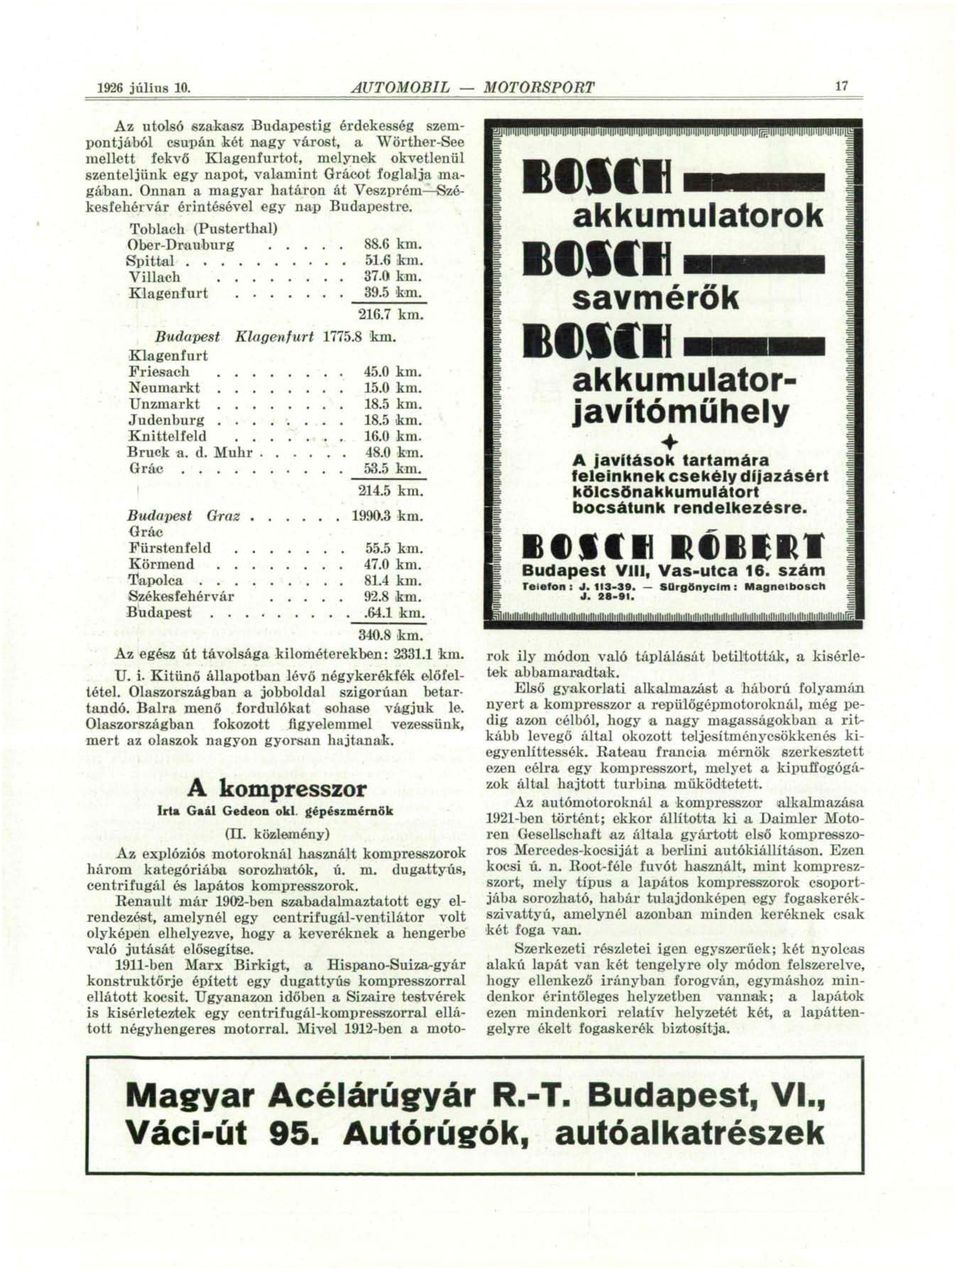 1926 július 10. AUTOMOBIL — MOTORSPORT 17
Az utolsó szakasz Budapestig érdekesség szem-
pontjából csupán két nagy várost, a Wörther-See
mellett fekvő Klagenfurtot, melynek okvetlenül
szenteljünk egy napot, valamint Grácot foglalja ma-
gában. Onnan a magyar határon át Veszprém—Szé-
kesfehérvár érintésével egy nap Budapestre.
Toblach (Pusterthal)
Ober-Drauburg . . . . . 88.6 km.
Spittal . . . . . . . . . . 51.6 km.
Villach . . . . . . . . 37.0 km.
Klagenfurt . . . . . . . 39.5 km.
216.7 km.
Budapest Klagenfurt 1775.8 km.
Klagenfurt
Friesach . . . . . . . . 45.0 km.
Neumarkt . . . . . . . . 15.0 km.
Unzmarkt . . . . . . . . 18.5 km.
Judenburg . . . . . . . . 18.5 km.
Knittelfeld . . . . . . . 16.0 km.
Bruck a. d. Muhr . . . . . . 48.0 km.
Grác . . . . . . . . . . 53.5 km.
214.5 km.
Budapest Graz . . . . . . 1990.3 km.
Grác
Fürstenfeld . . . . . . . 55.5 km.
Körmend . . . . . . . . 47.0 km.
Tapolca . . . . . . . . . 81.4 km.
Székesfehérvár . . . . . 92.8 km.
Budapest . . . . . . . . .64.1 km.
340.8 km.
Az egész út távolsága kilométerekben: 2331.1 km.
U. i. Kitünő állapotban lévő négykerékfék előfel-
tétel. Olaszországban a jobboldal szigorúan betar-
tandó. Balra menő fordulókat sohase vágjuk le.
Olaszországban fokozott figyelemmel vezessünk,
mert az olaszok nagyon gyorsan hajtanak.
A kompresszor
Irta Gaál Gedeon okl. gépészmérnök
(II. közlemény)
Az explóziós motoroknál használt kompresszorok
három kategóriába sorozhatók, ú. m. dugattyús,
centrifugál és lapátos kompresszorok.
Renault már 1902-ben szabadalmaztatott egy el-
rendezést, amelynél egy centrifugál-ventilátor volt
olyképen elhelyezve, hogy a keveréknek a hengerbe
való jutását elősegítse.
1911-ben Marx Birkigt, a Hispano-Suiza-gyár
konstruktőrje épített egy dugattyús kompresszorral
ellátott kocsit. Ugyanazon időben a Sizaire testvérek
is kisérleteztek egy centrifugál-kompresszorral ellá-
tott négyhengeres motorral. Mivel 1912-ben a moto-
BOSCH
akkumulatorok
BOSCH
savmérők
BOSCH
akkumulator-
javítóműhely
A javítások tartamára
feleinknek csekély díjazásért
kölcsönakkumulátort
bocsátunk rendelkezésre.
BOSCH RÓBERT
Budapest VIII, Vas-utca 16. szám
Telefon: J. 113-39. — Sürgönycím: Magnetbosch
J. 28-91.
rok ily módon való táplálását betiltották, a kisérle-
tek abbamaradtak.
Első gyakorlati alkalmazást a háború folyamán
nyert a kompresszor a repülőgépmotoroknál, még pe-
dig azon célból, hogy a nagy magasságokban a rit-
kább levegő által okozott teljesítménycsökkenés ki-
egyenlíttessék. Rateau francia mérnök szerkesztett
ezen célra egy kompresszort, melyet a kipuffogógá-
zok által hajtott turbina müködtetett.
Az autómotoroknál a kompresszor alkalmazása
1921-ben történt; ekkor állította ki a Daimler Moto-
ren Gesellschaft az általa gyártott első kompresszo-
ros Mercedes-kocsiját a berlini autókiállításon. Ezen
kocsi ú. n. Root-féle fuvót használt, mint kompresz-
szort, mely típus a lapátos kompresszorok csoport-
jába sorozható, habár tulajdonképen egy fogaskerék-
szivattyú, amelynél azonban minden keréknek csak
két foga van.
Szerkezeti részletei igen egyszerüek; két nyolcas
alakú lapát van két tengelyre oly módon felszerelve,
hogy ellenkező irányban forogván, egymáshoz min-
denkor érintőleges helyzetben vannak; a lapátok
ezen mindenkori relatív helyzetét két, a lapátten-
gelyre ékelt fogaskerék biztosítja.
Magyar Acélárúgyár R.-T. Budapest, VI.,
Váci-út 95. Autórúgók, autóalkatrészek